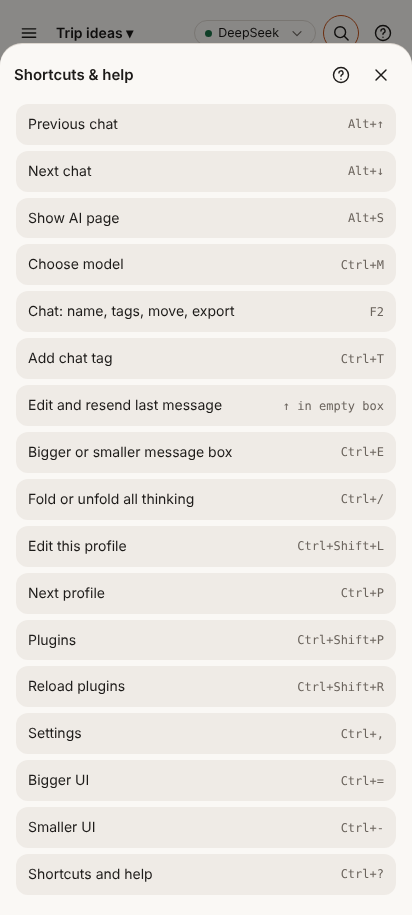 Trip ideas ▾
DeepSeek
Shortcuts & help
Previous chat Alt+↑
Next chat Alt+↓
Show AI page Alt+S
Choose model Ctrl+M
Chat: name, tags, move, export F2
Add chat tag Ctrl+T
Edit and resend last message ↑ in empty box
Bigger or smaller message box Ctrl+E
Fold or unfold all thinking Ctrl+/
Edit this profile Ctrl+Shift+L
Next profile Ctrl+P
Plugins Ctrl+Shift+P
Reload plugins Ctrl+Shift+R
Settings Ctrl+,
Bigger UI Ctrl+=
Smaller UI Ctrl+-
Shortcuts and help Ctrl+?